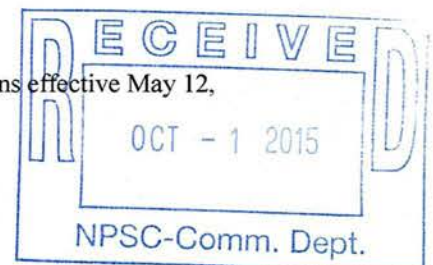 RECEIVED
ns effective May 12,
OCT - 1 2015
NPSC-Comm. Dept.